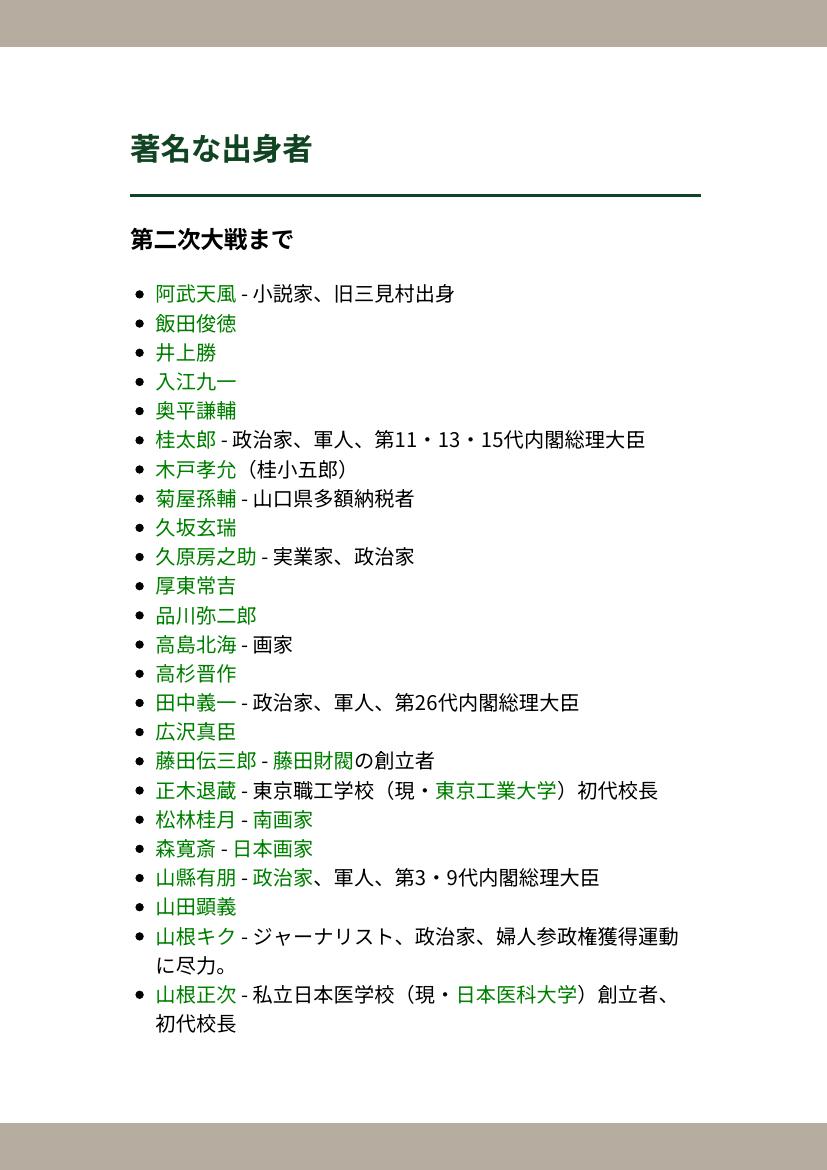 著名な出身者
第二次大戦まで
阿武天風 - 小説家、旧三見村出身
飯田俊徳
井上勝
入江九一
奥平謙輔
桂太郎 - 政治家、軍人、第11・13・15代内閣総理大臣
木戸孝允（桂小五郎）
菊屋孫輔 - 山口県多額納税者
久坂玄瑞
久原房之助 - 実業家、政治家
厚東常吉
品川弥二郎
高島北海 - 画家
高杉晋作
田中義一 - 政治家、軍人、第26代内閣総理大臣
広沢真臣
藤田伝三郎 - 藤田財閥の創立者
正木退蔵 - 東京職工学校（現・東京工業大学）初代校長
松林桂月 - 南画家
森寛斎 - 日本画家
山縣有朋 - 政治家、軍人、第3・9代内閣総理大臣
山田顕義
山根キク - ジャーナリスト、政治家、婦人参政権獲得運動
に尽力。
山根正次 - 私立日本医学校（現・日本医科大学）創立者、
初代校長